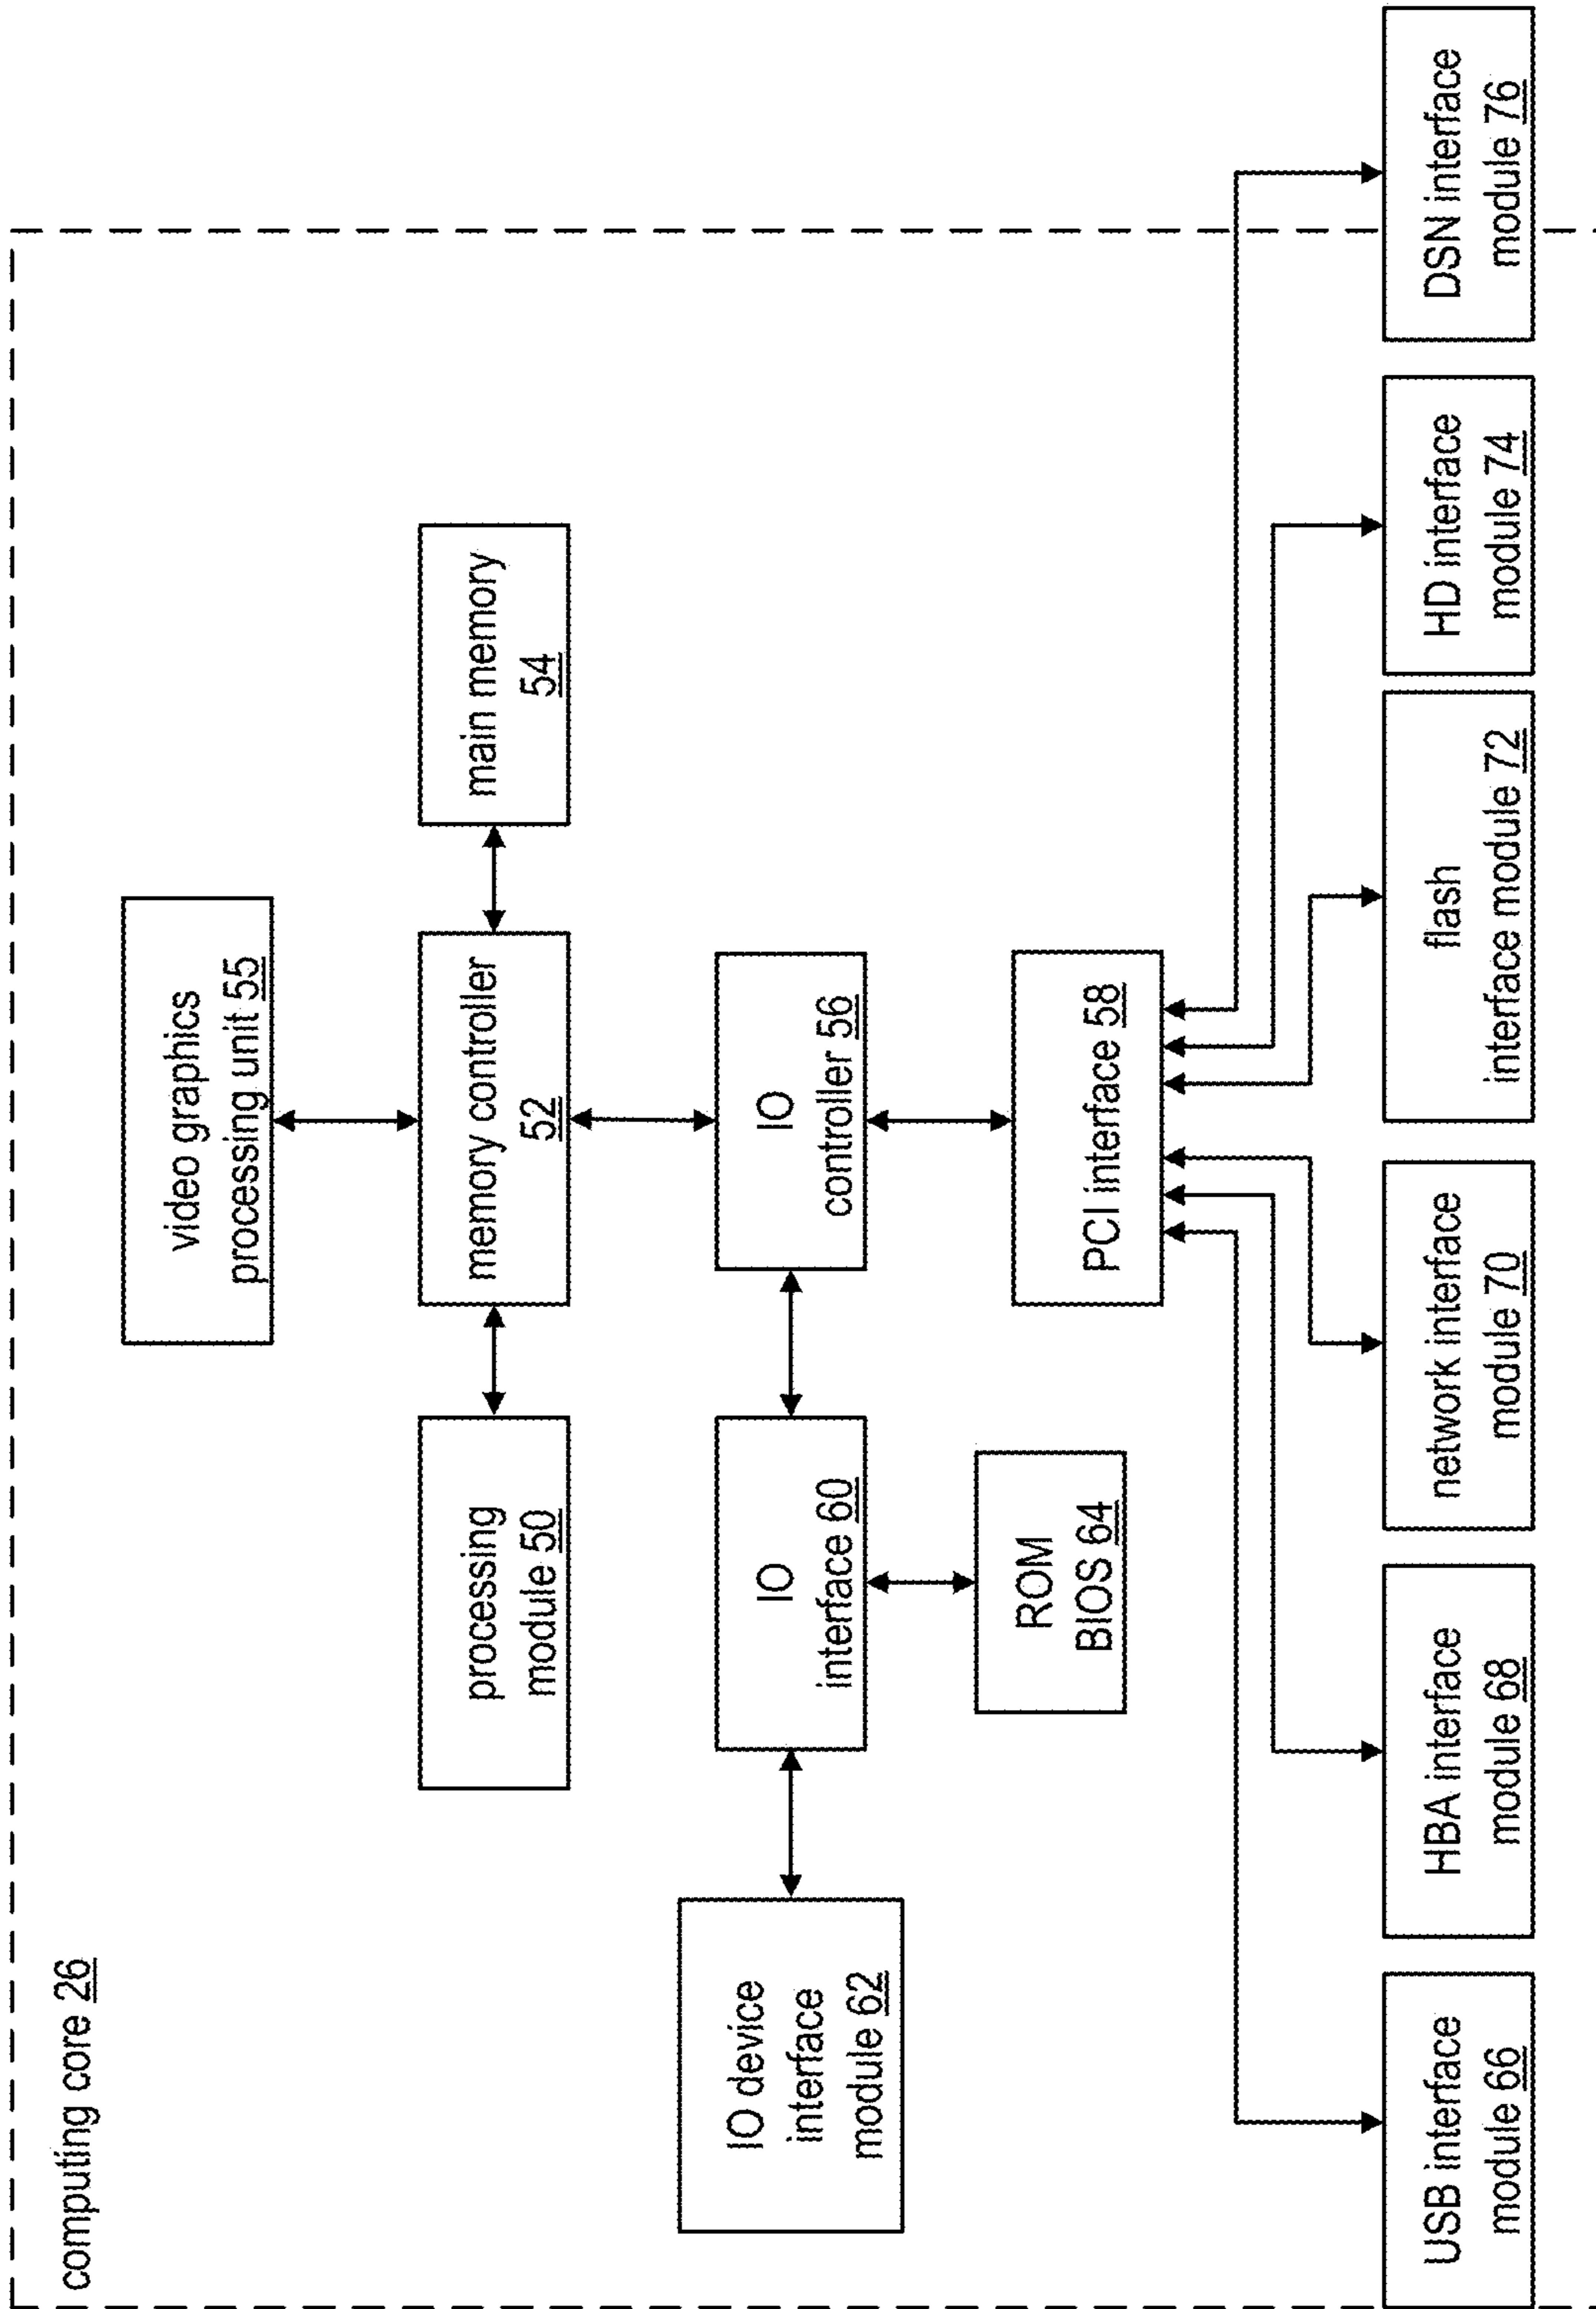 computing core 26
video graphics
processing unit 55
processing
module 50
memory controller
52
main memory
54
IO device
interface
module 62
IO
interface 60
IO
controller 56
ROM
BIOS 64
PCI interface 58
USB interface
module 66
HBA interface
module 68
network interface
module 70
flash
interface module 72
HD interface
module 74
DSN interface
module 76